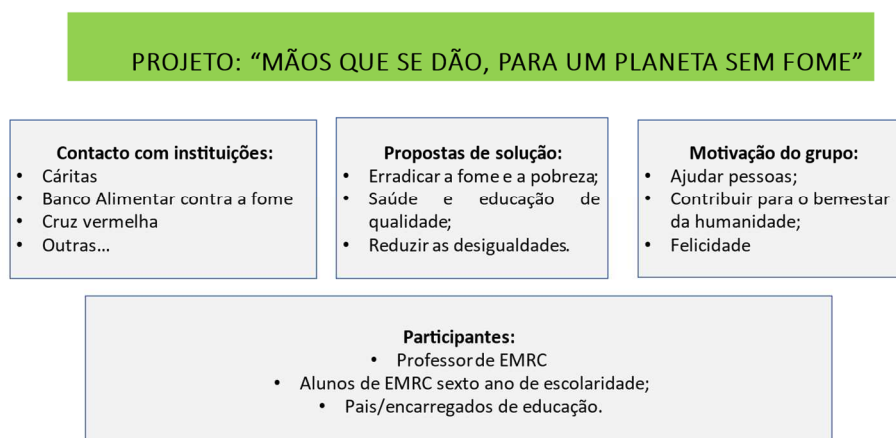 PROJETO: “MÃOS QUE SE DÃO, PARA UM PLANETA SEM FOME”
Contacto com instituições:
• Cáritas
• Banco Alimentar contra a fome
• Cruz vermelha
• Outras...
Propostas de solução:
• Erradicar a fome e a pobreza;
• Saúde e educação de
qualidade;
• Reduzir as desigualdades.
Motivação do grupo:
• Ajudar pessoas;
• Contribuir para o bem-estar
da humanidade;
• Felicidade
Participantes:
• Professor de EMRC
• Alunos de EMRC sexto ano de escolaridade;
• Pais/encarregados de educação.